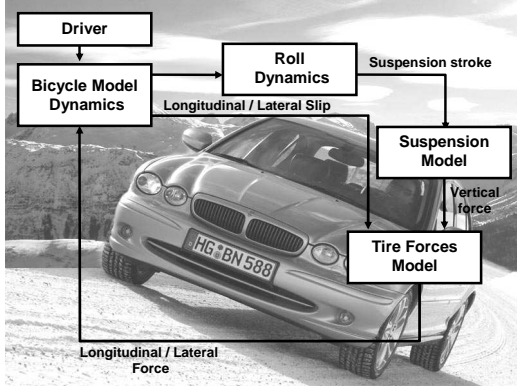 Driver
Roll
Dynamics
Suspension stroke
Bicycle Model
Dynamics
Longitudinal / Lateral Slip
Suspension
Model
Vertical
force
Tire Forces
Model
HG BN 588
Longitudinal / Lateral
Force